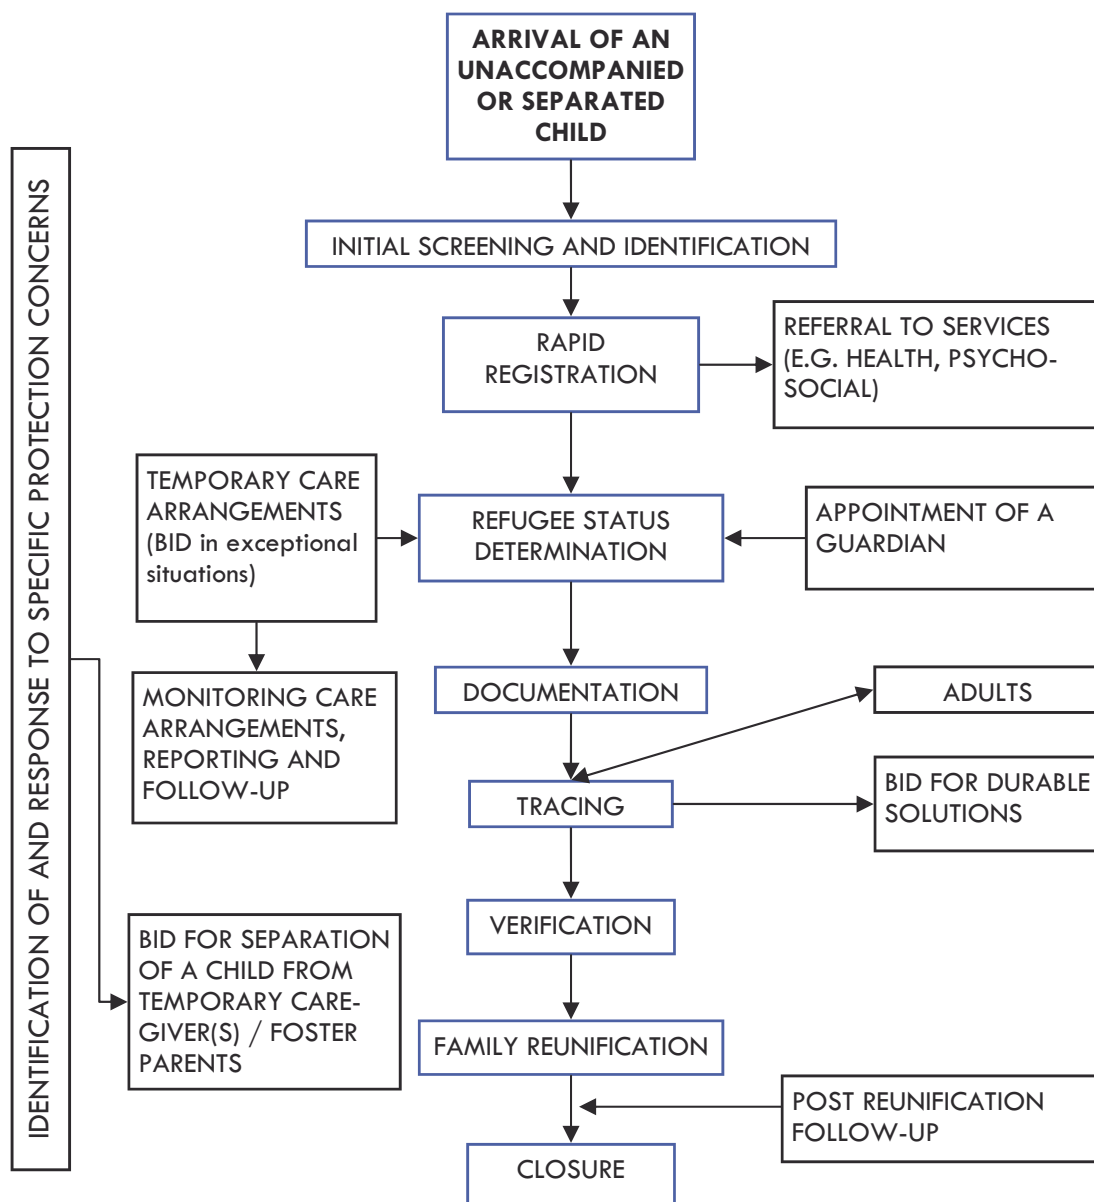 ARRIVAL OF AN
UNACCOMPANIED
OR SEPARATED
CHILD
IDENTIFICATION OF AND RESPONSE TO SPECIFIC PROTECTION CONCERNS
INITIAL SCREENING AND IDENTIFICATION
RAPID
REGISTRATION
REFERRAL TO SERVICES
(E.G. HEALTH, PSYCHO-
SOCIAL)
TEMPORARY CARE
ARRANGEMENTS
(BID in exceptional
situations)
REFUGEE STATUS
DETERMINATION
APPOINTMENT OF A
GUARDIAN
MONITORING CARE
ARRANGEMENTS,
REPORTING AND
FOLLOW-UP
DOCUMENTATION
ADULTS
TRACING
BID FOR DURABLE
SOLUTIONS
VERIFICATION
BID FOR SEPARATION
OF A CHILD FROM
TEMPORARY CARE-
GIVER(S) / FOSTER
PARENTS
FAMILY REUNIFICATION
POST REUNIFICATION
FOLLOW-UP
CLOSURE